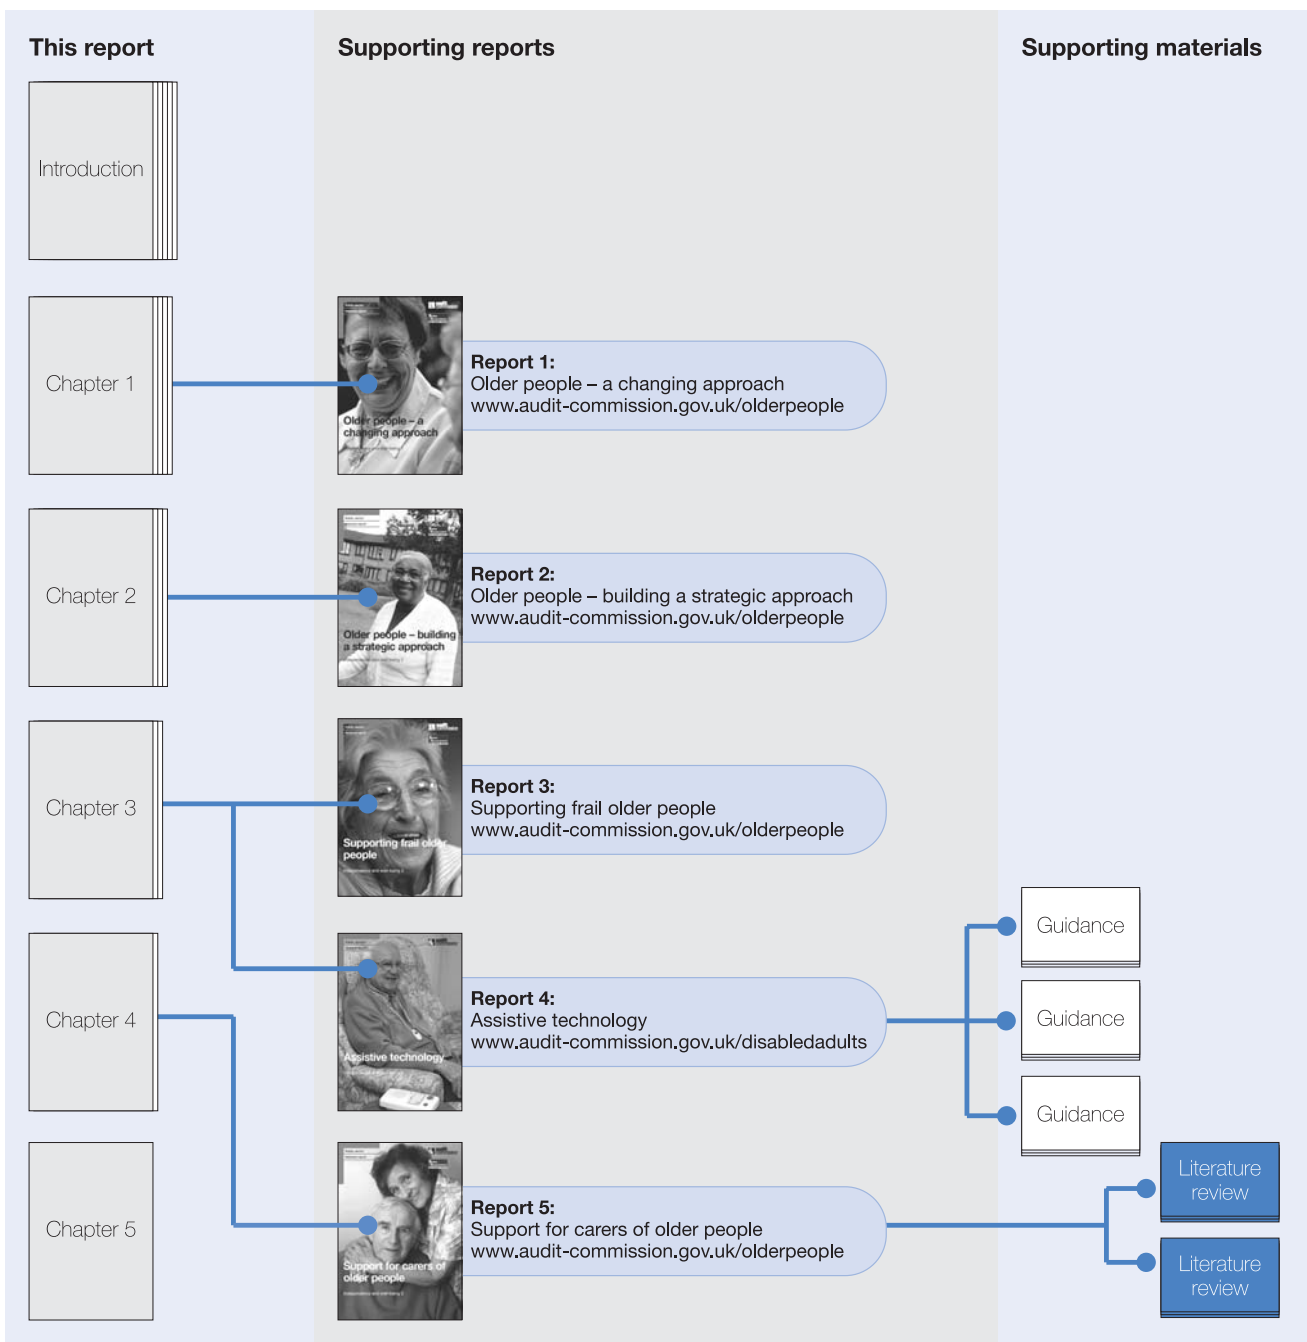 This report
Supporting reports
Supporting materials
Introduction
Chapter 1
Older people – a
changing approach
Report 1:
Older people – a changing approach
www.audit-commission.gov.uk/olderpeople
Chapter 2
Older people – building
a strategic approach
Report 2:
Older people – building a strategic approach
www.audit-commission.gov.uk/olderpeople
Chapter 3
Supporting frail older
people
Report 3:
Supporting frail older people
www.audit-commission.gov.uk/olderpeople
Chapter 4
Assistive technology
Report 4:
Assistive technology
www.audit-commission.gov.uk/disabledadults
Guidance
Guidance
Guidance
Chapter 5
Support for carers of
older people
Report 5:
Support for carers of older people
www.audit-commission.gov.uk/olderpeople
Literature
review
Literature
review